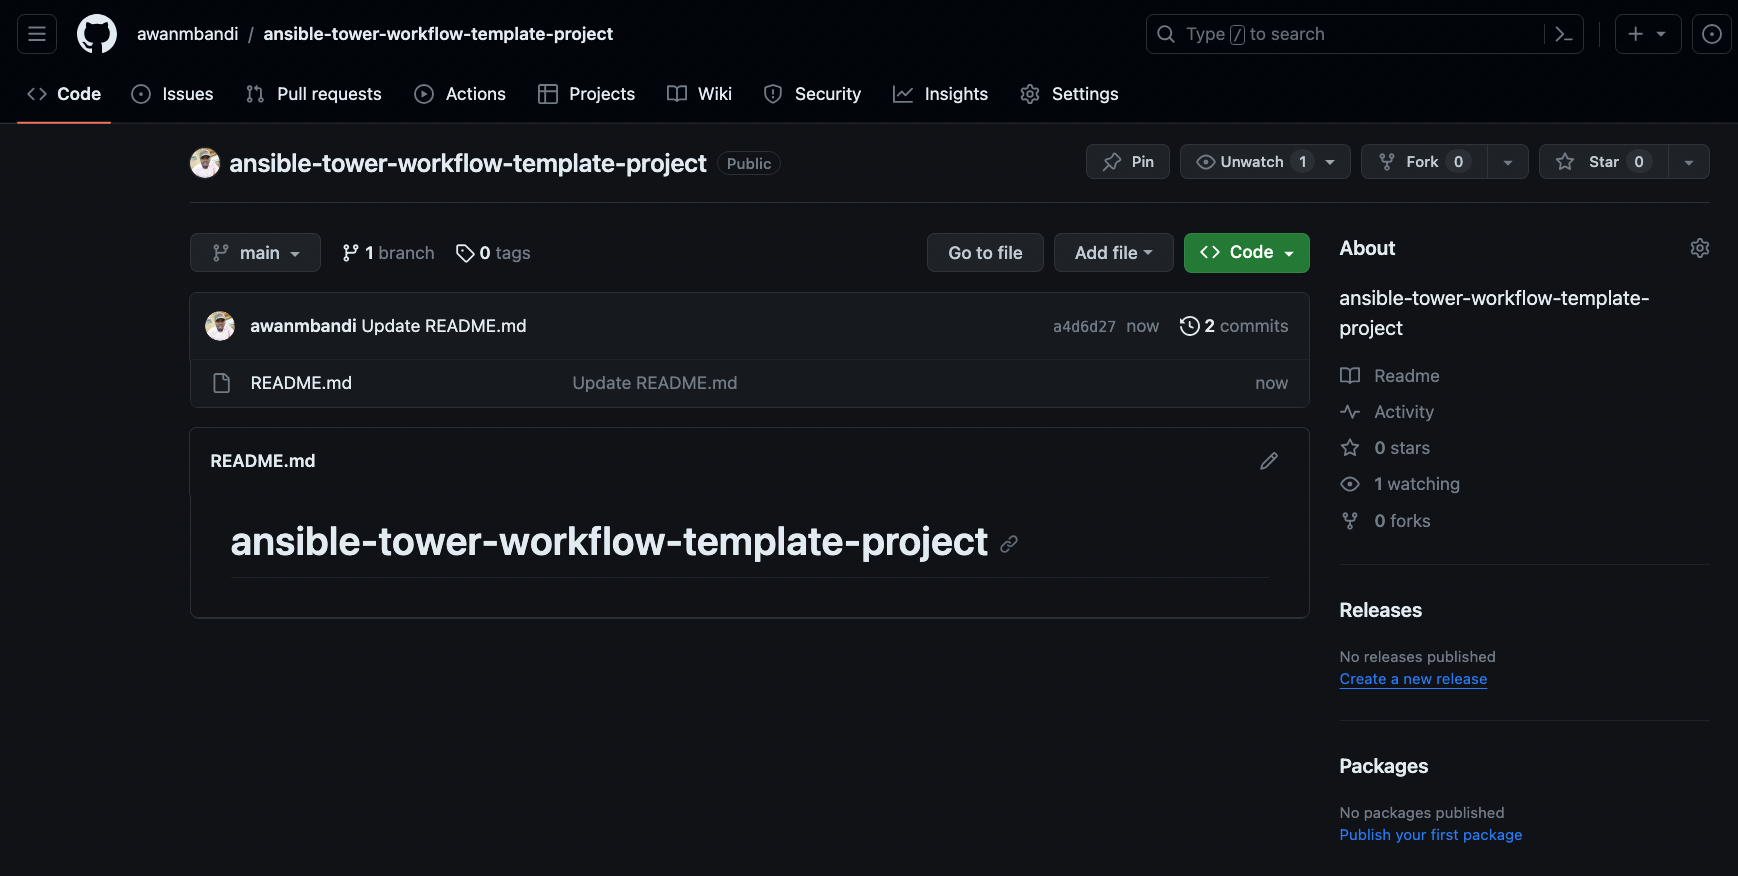 awanmbandi / ansible-tower-workflow-template-project
Type / to search
Code Issues Pull requests Actions Projects Wiki Security Insights Settings
ansible-tower-workflow-template-project Public
Pin Unwatch 1 Fork 0 Star 0
main 1 branch 0 tags Go to file Add file Code
awanmbandi Update README.md a4d6d27 now 2 commits
README.md Update README.md now
README.md
ansible-tower-workflow-template-project
About
ansible-tower-workflow-template-
project
Readme
Activity
0 stars
1 watching
0 forks
Releases
No releases published
Create a new release
Packages
No packages published
Publish your first package